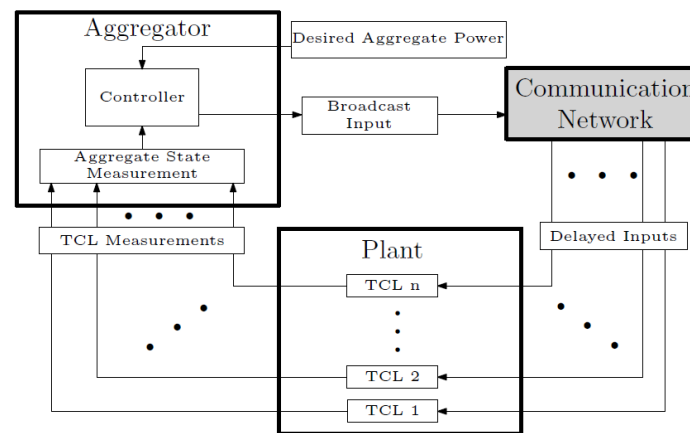 Aggregator
Desired Aggregate Power
Controller
Broadcast
Input
Communication
Network
Aggregate State
Measurement
TCL Measurements
Delayed Inputs
Plant
TCL n
TCL 2
TCL 1